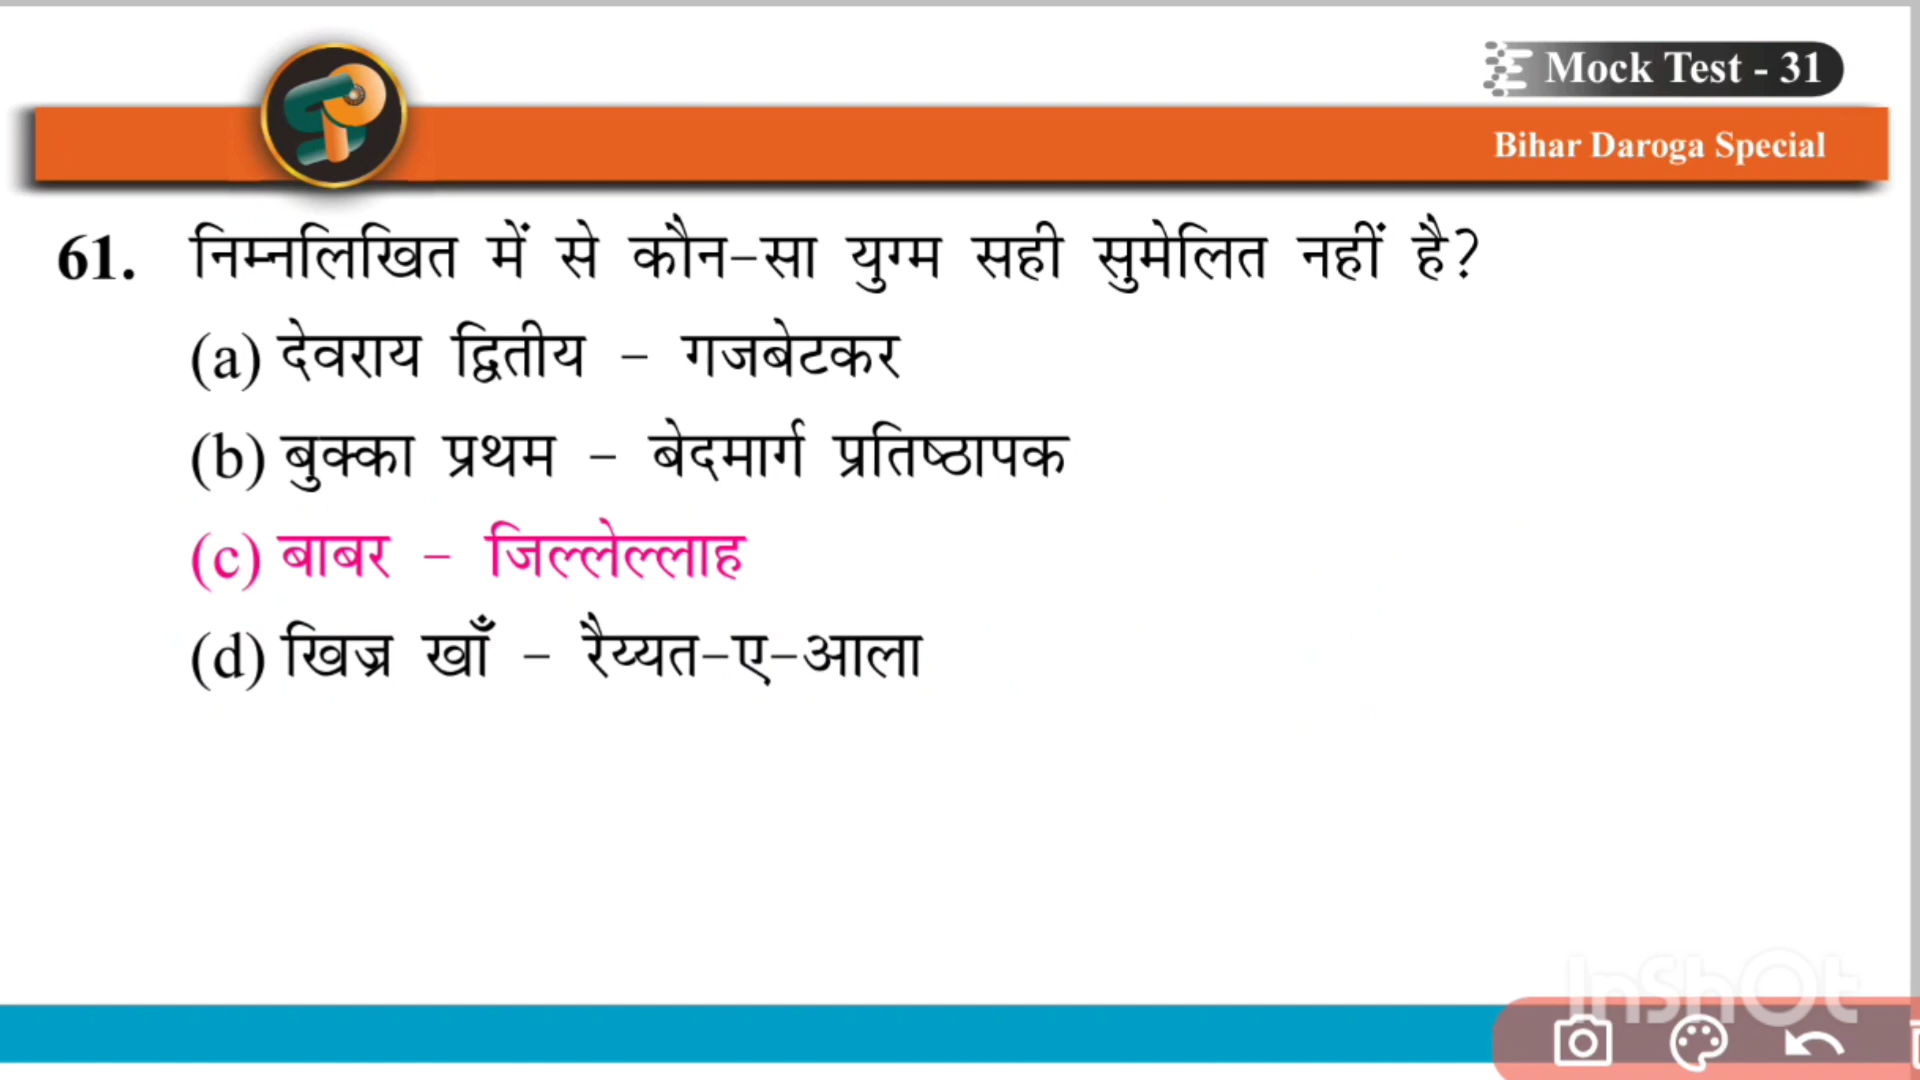 Mock Test - 31
Bihar Daroga Special
61. निम्नलिखित में से कौन-सा युग्म सही सुमेलित नहीं है?
(a) देवराय द्वितीय - गजबेटकर
(b) बुक्का प्रथम - बेदमार्ग प्रतिष्ठापक
(c) बाबर - जिल्लेल्लाह
(d) खिज्र खाँ - रैय्यत-ए-आला
InShOt